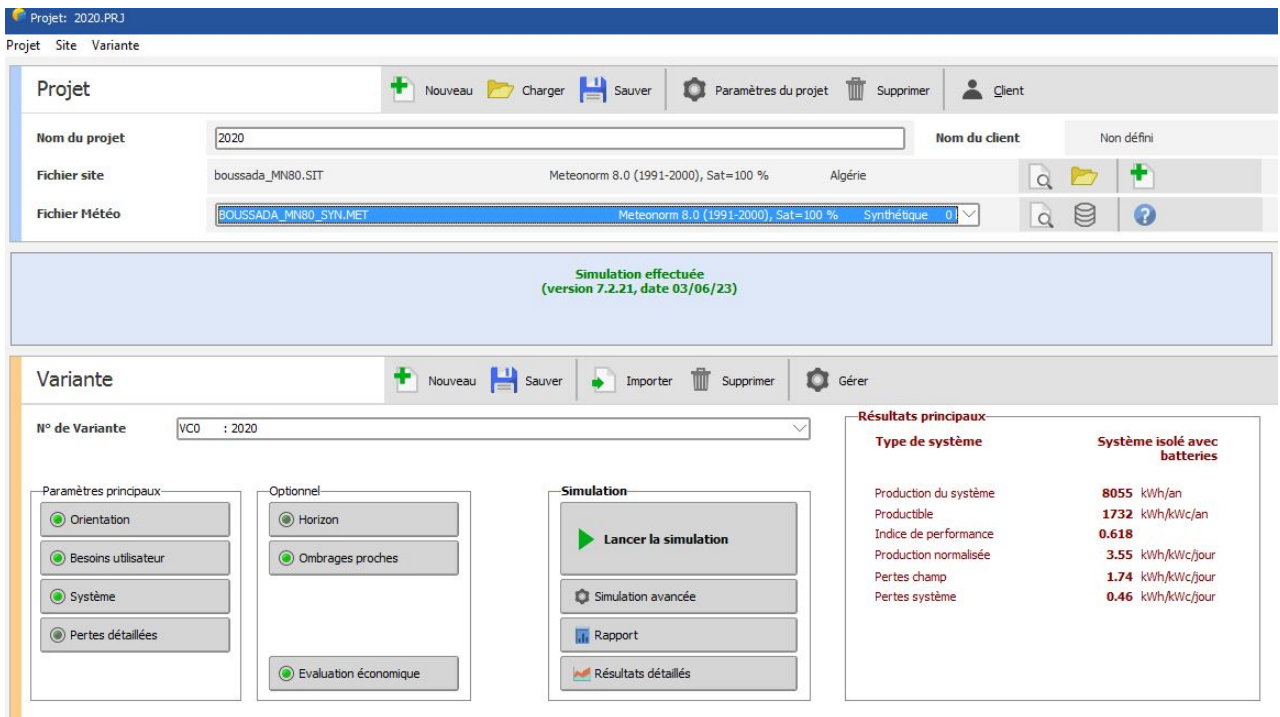 Projet: 2020.PRJ
Projet Site Variante
Projet
Nouveau Charger Sauver Paramètres du projet Supprimer Client
Nom du projet 2020 Nom du client Non défini
Fichier site boussada_MN80.SIT Meteonorm 8.0 (1991-2000), Sat=100 % Algérie
Fichier Météo BOUSSADA_MN80_SYN.MET Meteonorm 8.0 (1991-2000), Sat=100 % Synthétique 0
Simulation effectuée
(version 7.2.21, date 03/06/23)
Variante
Nouveau Sauver Importer Supprimer Gérer
N° de Variante VC0 : 2020
Paramètres principaux
Orientation
Besoins utilisateur
Système
Pertes détaillées
Optionnel
Horizon
Ombrages proches
Evaluation économique
Simulation
Lancer la simulation
Simulation avancée
Rapport
Résultats détaillés
Résultats principaux
Type de système Système isolé avec
batteries
Production du système 8055 kWh/an
Productible 1732 kWh/kWc/an
Indice de performance 0.618
Production normalisée 3.55 kWh/kWc/jour
Pertes champ 1.74 kWh/kWc/jour
Pertes système 0.46 kWh/kWc/jour